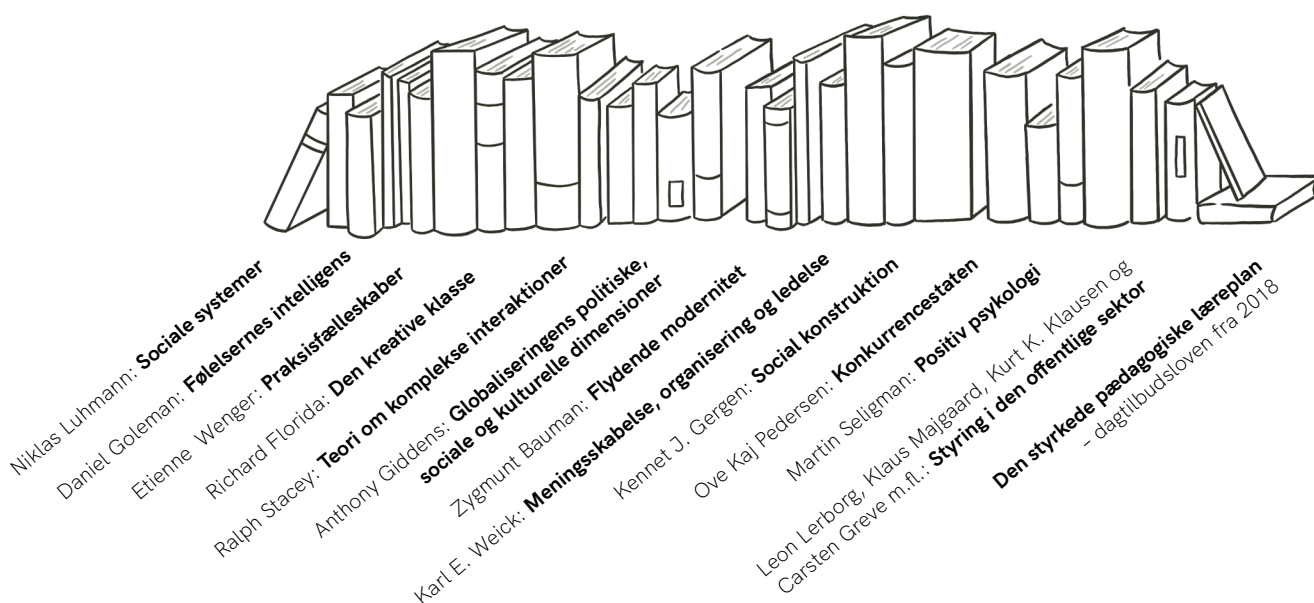 Niklas Luhmann: Sociale systemer
Daniel Goleman: Følelsernes intelligens
Etienne Wenger: Praksisfælleskaber
Richard Florida: Den kreative klasse
Ralph Stacey: Teori om komplekse interaktioner
Anthony Giddens: Globaliseringens politiske,
sociale og kulturelle dimensioner
Zygmunt Bauman: Flydende modernitet
Karl E. Weick: Meningsskabelse, organisering og ledelse
Kennet J. Gergen: Social konstruktion
Ove Kaj Pedersen: Konkurrencestaten
Martin Seligman: Positiv psykologi
Leon Lerborg, Klaus Majgaard, Kurt K. Klausen og
Carsten Greve m.fl.: Styring i den offentlige sektor
Den styrkede pædagogiske læreplan
– dagtilbudsloven fra 2018